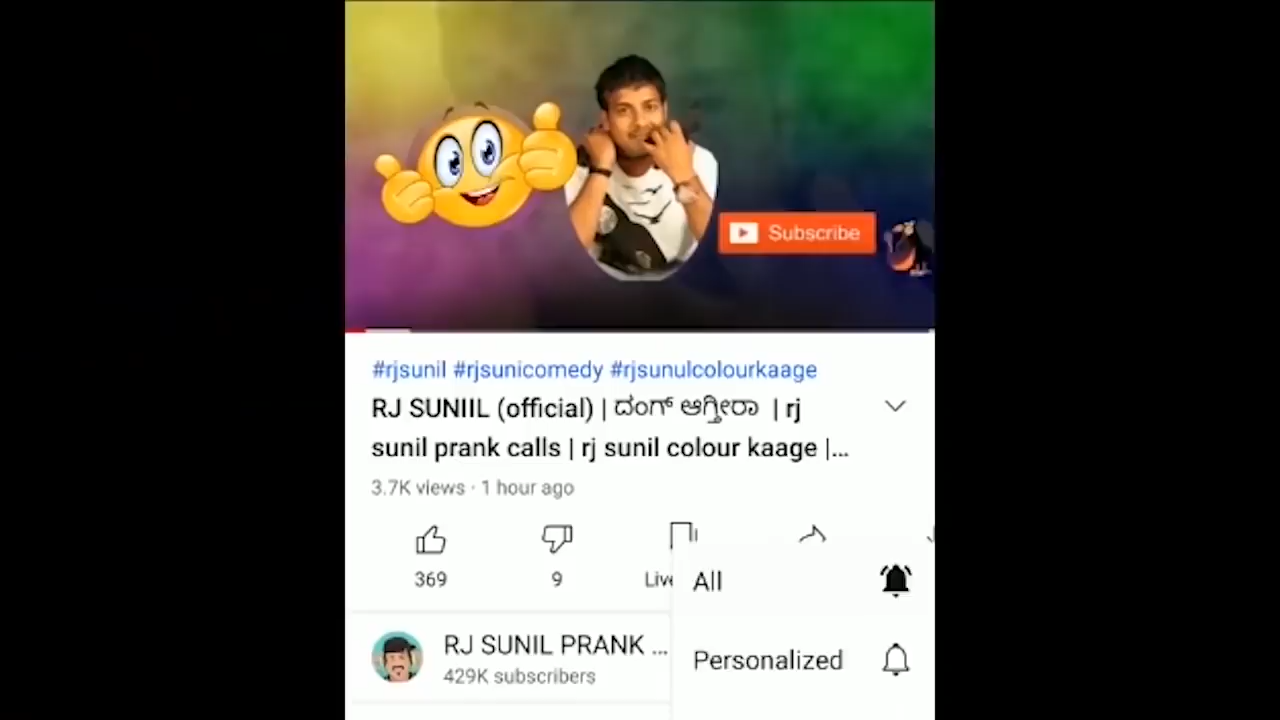 Subscribe
#rjsunil #rjsunicomedy #rjsunulcolourkaage
RJ SUNIIL (official) | ದಂಗ್ ಆಗ್ತೀರಾ | rj
sunil prank calls | rj sunil colour kaage |...
3.7K views · 1 hour ago
369
9
Live
All
RJ SUNIL PRANK ...
429K subscribers
Personalized